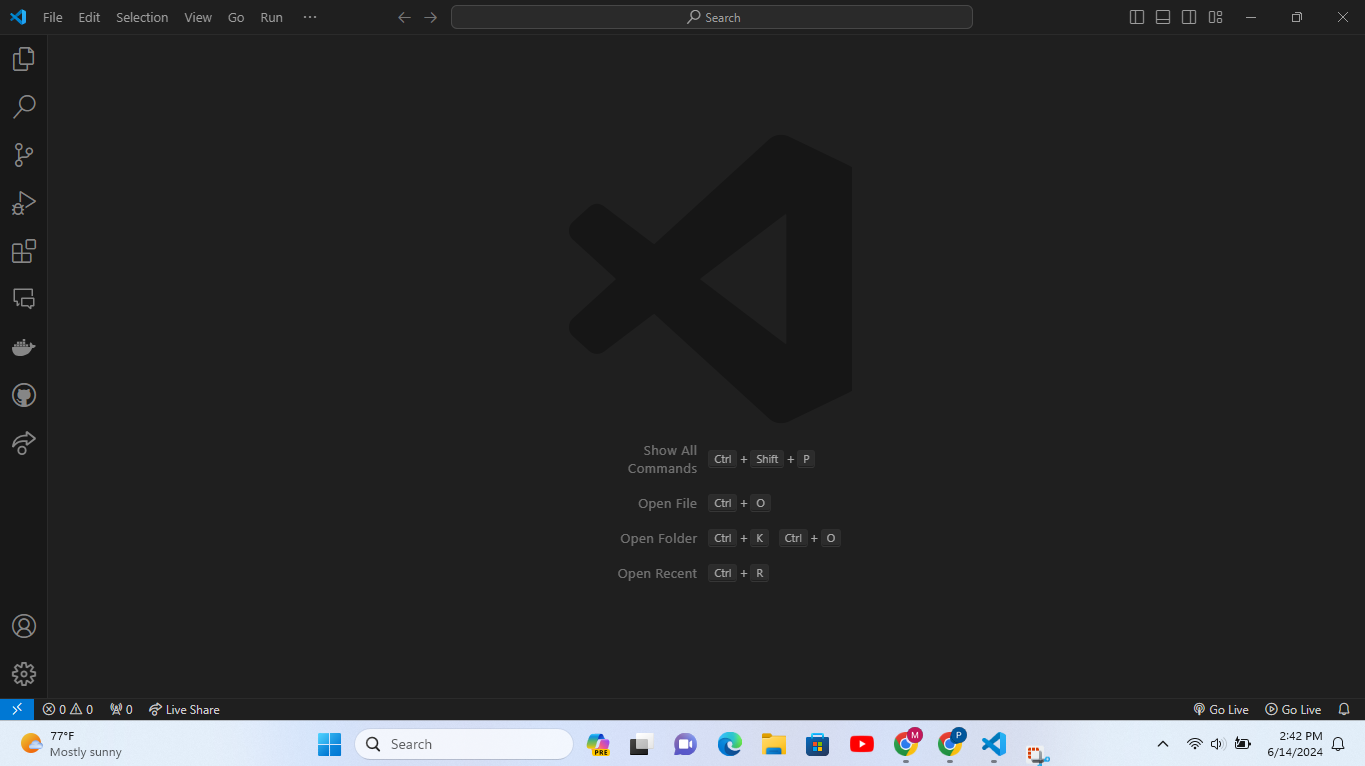 File Edit Selection View Go Run ···
Search
Show All
Commands
Ctrl + Shift + P
Open File Ctrl + O
Open Folder Ctrl + K Ctrl + O
Open Recent Ctrl + R
0 0 0 Live Share
Go Live Go Live
77°F
Mostly sunny
Search
PRE
M
P
2:42 PM
6/14/2024